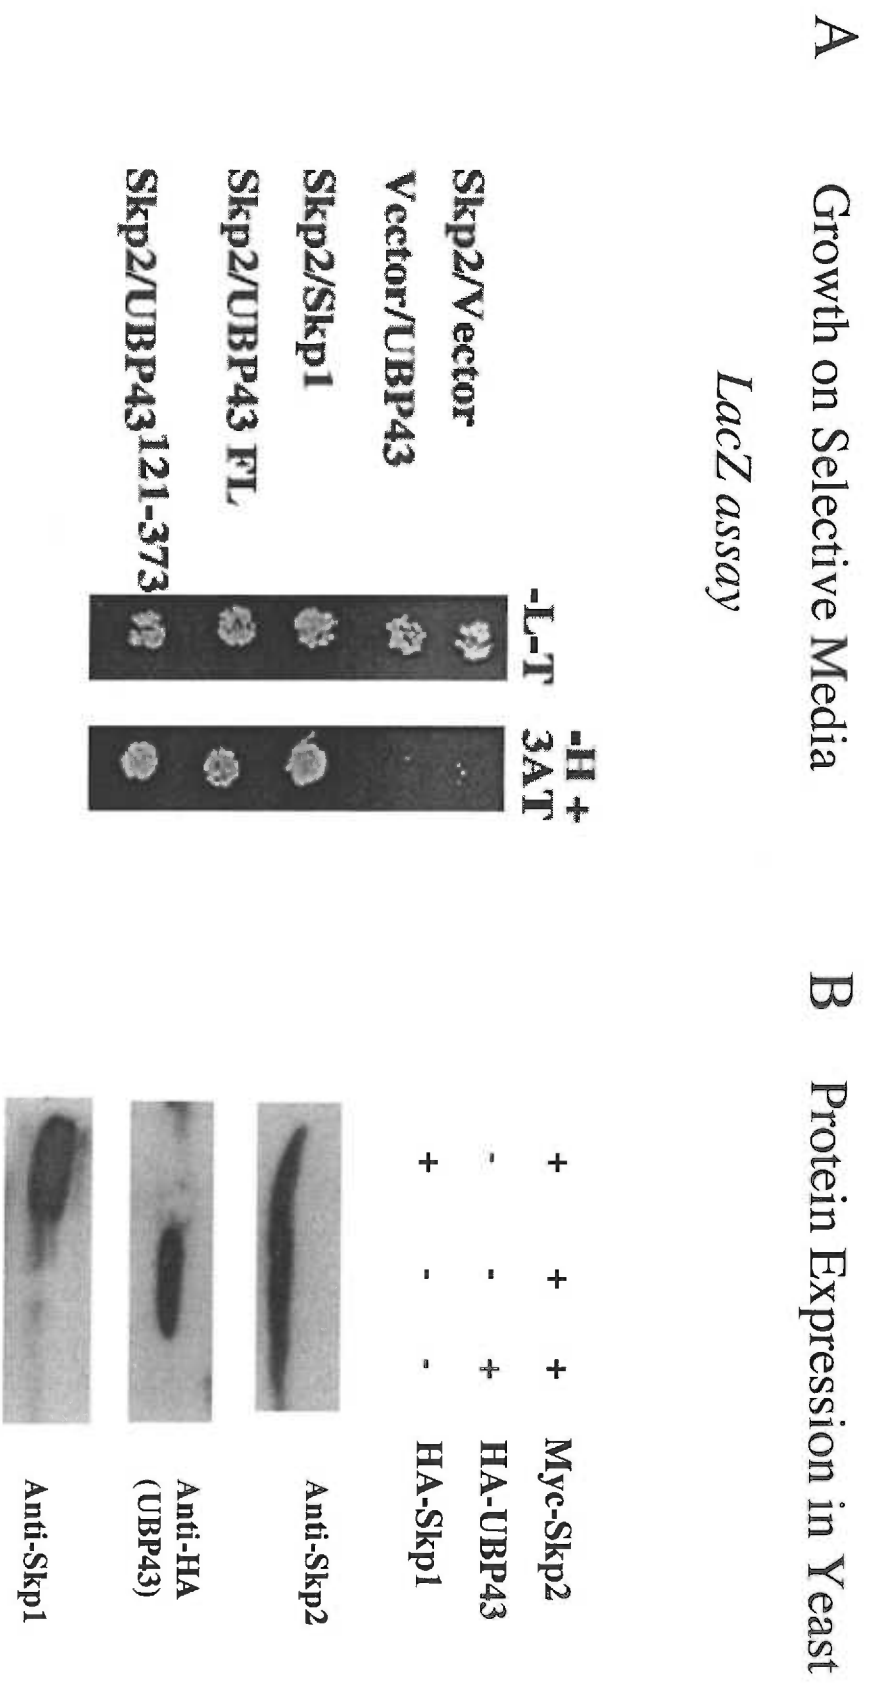 A Growth on Selective Media
LacZ assay
-H +
-L-T 3AT
Skp2/Vector
Vector/UBP43
Skp2/Skp1
Skp2/UBP43 FL
Skp2/UBP43121-373
B Protein Expression in Yeast
+ + + Myc-Skp2
- - + HA-UBP43
+ - - HA-Skp1
Anti-Skp2
Anti-HA
(UBP43)
Anti-Skp1